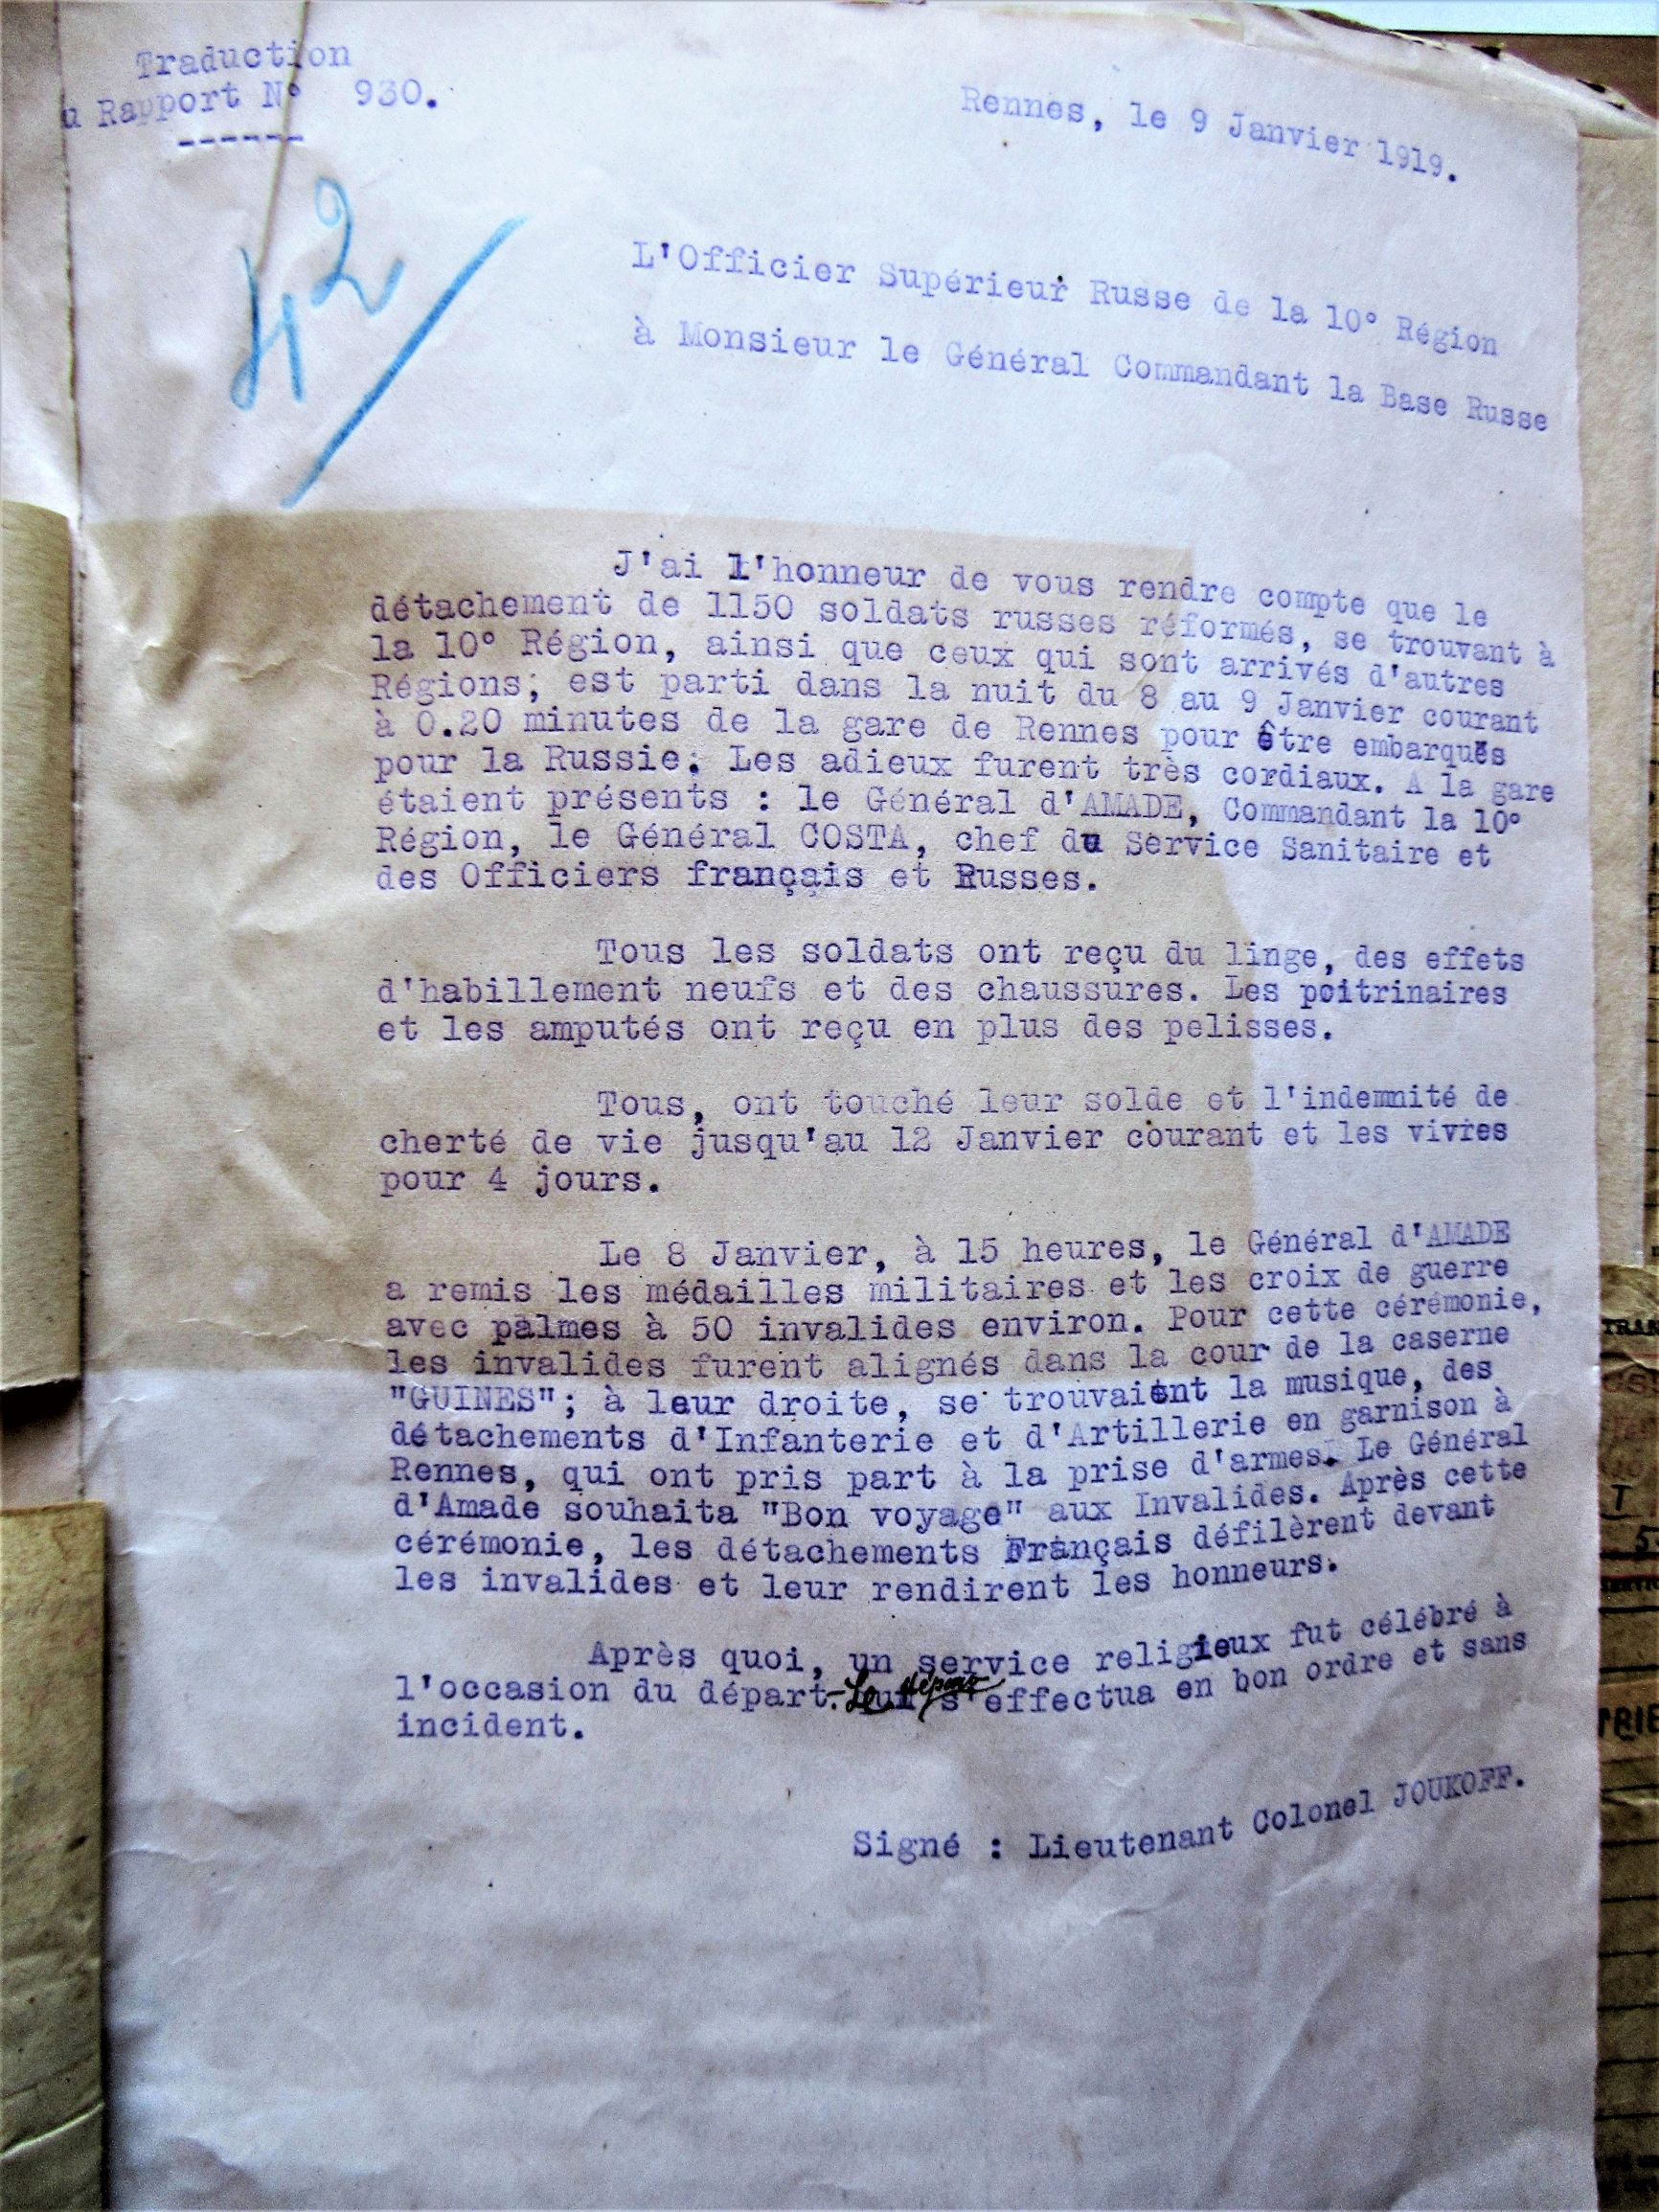 Traduction
u Rapport N° 930.
------
Rennes, le 9 Janvier 1919.
42
L'Officier Supérieur Russe de la 10° Région
à Monsieur le Général Commandant la Base Russe
J'ai l'honneur de vous rendre compte que le
détachement de 1150 soldats russes réformés, se trouvant à
la 10° Région, ainsi que ceux qui sont arrivés d'autres
Régions; est parti dans la nuit du 8 au 9 Janvier courant
à 0.20 minutes de la gare de Rennes pour être embarqués
pour la Russie. Les adieux furent très cordiaux. A la gare
étaient présents : le Général d'AMADE, Commandant la 10°
Région, le Général COSTA, chef du Service Sanitaire et
des Officiers français et Russes.
Tous les soldats ont reçu du linge, des effets
d'habillement neufs et des chaussures. Les poitrinaires
et les amputés ont reçu en plus des pelisses.
Tous, ont touché leur solde et l'indemnité de
cherté de vie jusqu'au 12 Janvier courant et les vivres
pour 4 jours.
Le 8 Janvier, à 15 heures, le Général d'AMADE
a remis les médailles militaires et les croix de guerre
avec palmes à 50 invalides environ. Pour cette cérémonie,
les invalides furent alignés dans la cour de la caserne
"GUINES"; à leur droite, se trouvaient la musique, des
détachements d'Infanterie et d'Artillerie en garnison à
Rennes, qui ont pris part à la prise d'armes. Le Général
d'Amade souhaita "Bon voyage" aux Invalides. Après cette
cérémonie, les détachements Français défilèrent devant
les invalides et leur rendirent les honneurs.
Après quoi, un service religieux fut célébré à
l'occasion du départ. Le départ s'effectua en bon ordre et sans
incident.
Signé : Lieutenant Colonel JOUKOFF.